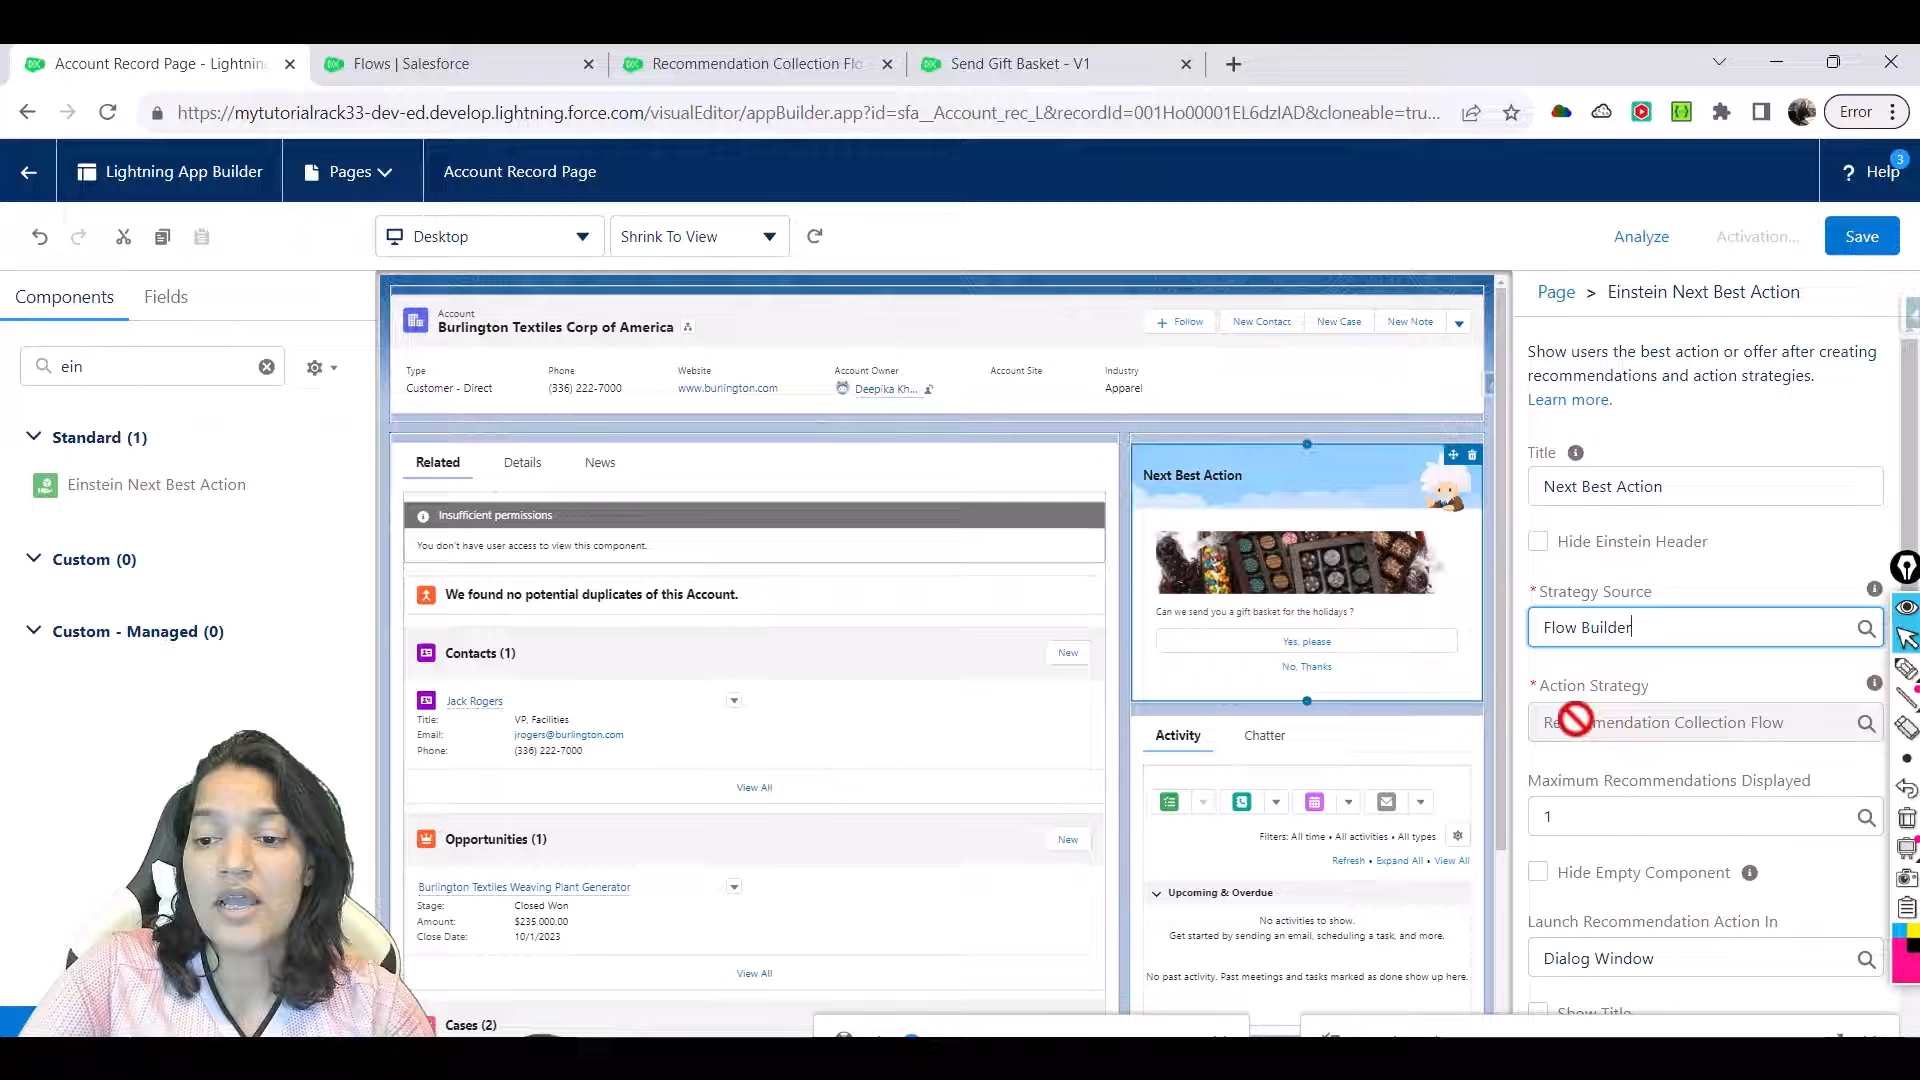 Account Record Page - Lightnin
Flows | Salesforce
Recommendation Collection Flo
Send Gift Basket - V1
https://mytutorialrack33-dev-ed.develop.lightning.force.com/visualEditor/appBuilder.app?id=sfa__Account_rec_L&recordId=001Ho00001EL6dzIAD&cloneable=tru...
Error
Lightning App Builder
Pages
Account Record Page
? Help
3
Desktop
Shrink To View
Analyze
Activation...
Save
Components
Fields
ein
Standard (1)
Einstein Next Best Action
Custom (0)
Custom - Managed (0)
Account
Burlington Textiles Corp of America
Follow
New Contact
New Case
New Note
Type
Phone
Website
Account Owner
Account Site
Industry
Customer - Direct
(336) 222-7000
www.burlington.com
Deepika Kh...
Apparel
Related
Details
News
Insufficient permissions
You don't have user access to view this component.
We found no potential duplicates of this Account.
Contacts (1)
New
Jack Rogers
Title:
VP, Facilities
Email:
jrogers@burlington.com
Phone:
(336) 222-7000
View All
Opportunities (1)
New
Burlington Textiles Weaving Plant Generator
Stage:
Closed Won
Amount:
$235,000.00
Close Date:
10/1/2023
View All
Cases (2)
Next Best Action
Can we send you a gift basket for the holidays ?
Yes, please
No, Thanks
Activity
Chatter
Filters: All time • All activities • All types
Refresh • Expand All • View All
Upcoming & Overdue
No activities to show.
Get started by sending an email, scheduling a task, and more.
No past activity. Past meetings and tasks marked as done show up here.
Page > Einstein Next Best Action
Show users the best action or offer after creating
recommendations and action strategies.
Learn more.
Title
Next Best Action
Hide Einstein Header
* Strategy Source
Flow Builder
* Action Strategy
Collection Flow
Maximum Recommendations Displayed
1
Hide Empty Component
Launch Recommendation Action In
Dialog Window
Show Title